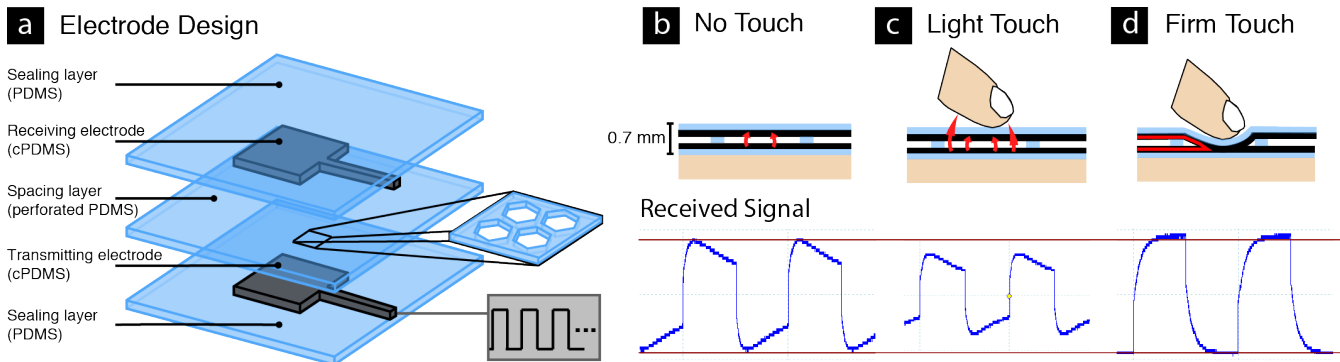 a Electrode Design
Sealing layer
(PDMS)
Receiving electrode
(cPDMS)
Spacing layer
(perforated PDMS)
Transmitting electrode
(cPDMS)
Sealing layer
(PDMS)
...
b No Touch
c Light Touch
d Firm Touch
0.7 mm
Received Signal